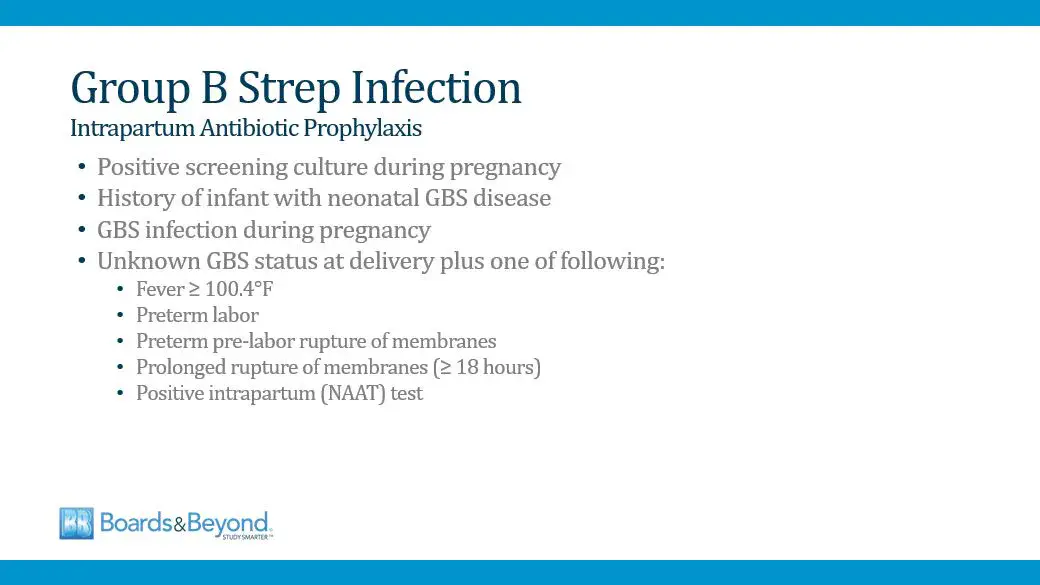 Group B Strep Infection
Intrapartum Antibiotic Prophylaxis
• Positive screening culture during pregnancy
• History of infant with neonatal GBS disease
• GBS infection during pregnancy
• Unknown GBS status at delivery plus one of following:
• Fever ≥ 100.4°F
• Preterm labor
• Preterm pre-labor rupture of membranes
• Prolonged rupture of membranes (≥ 18 hours)
• Positive intrapartum (NAAT) test
BB Boards&Beyond.
STUDY SMARTER™